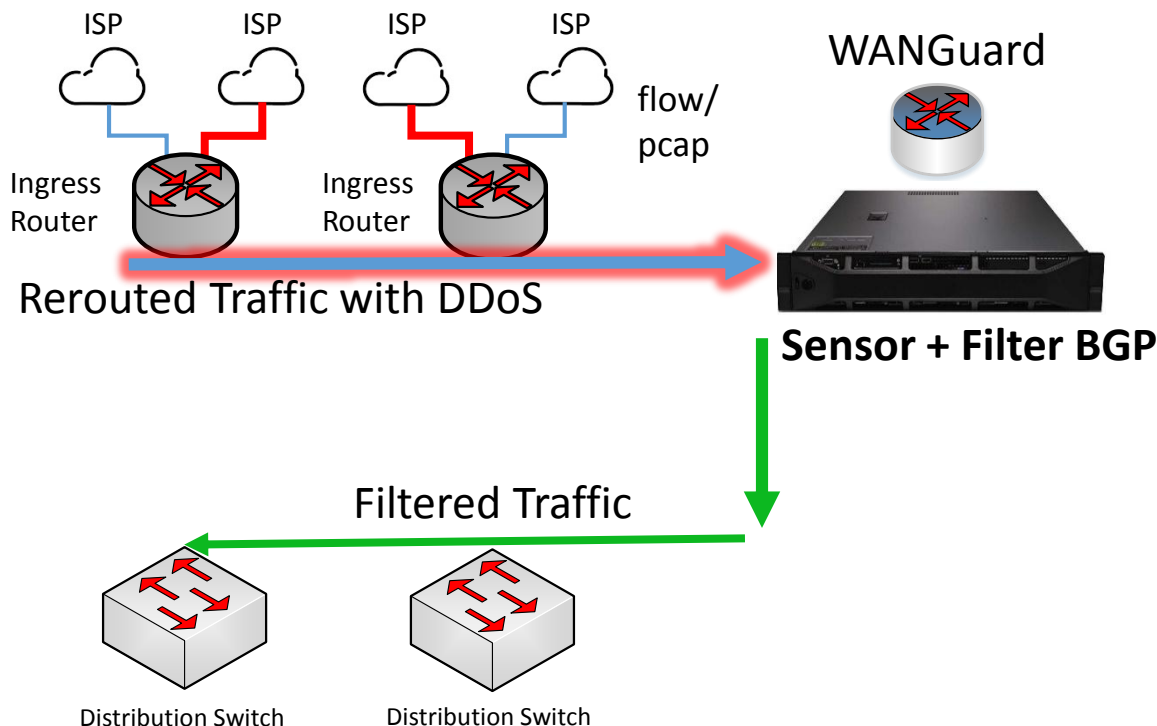 ISP
ISP
ISP
ISP
WANGuard
flow/
pcap
Ingress
Router
Ingress
Router
Rerouted Traffic with DDoS
Sensor + Filter BGP
Filtered Traffic
Distribution Switch
Distribution Switch